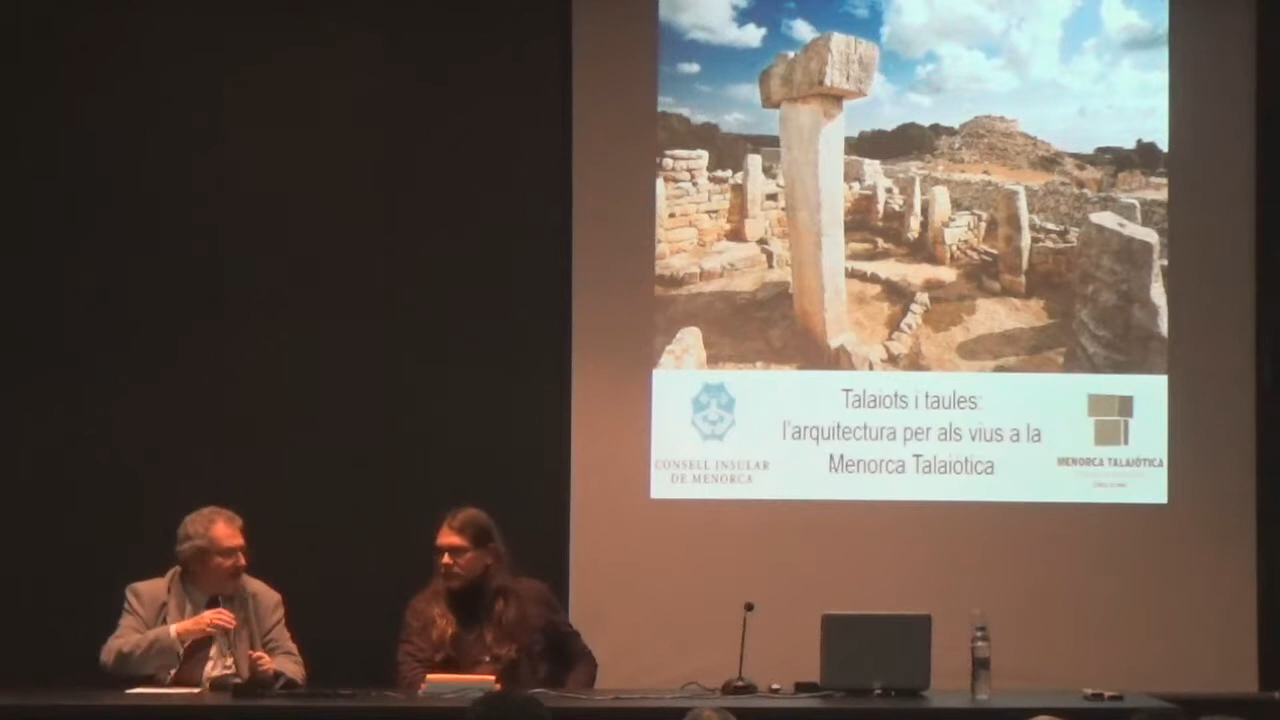 Talaiots i taules:
l'arquitectura per als vius a la
Menorca Talaiòtica
CONSELL INSULAR
DE MENORCA
MENORCA TALAIÒTICA